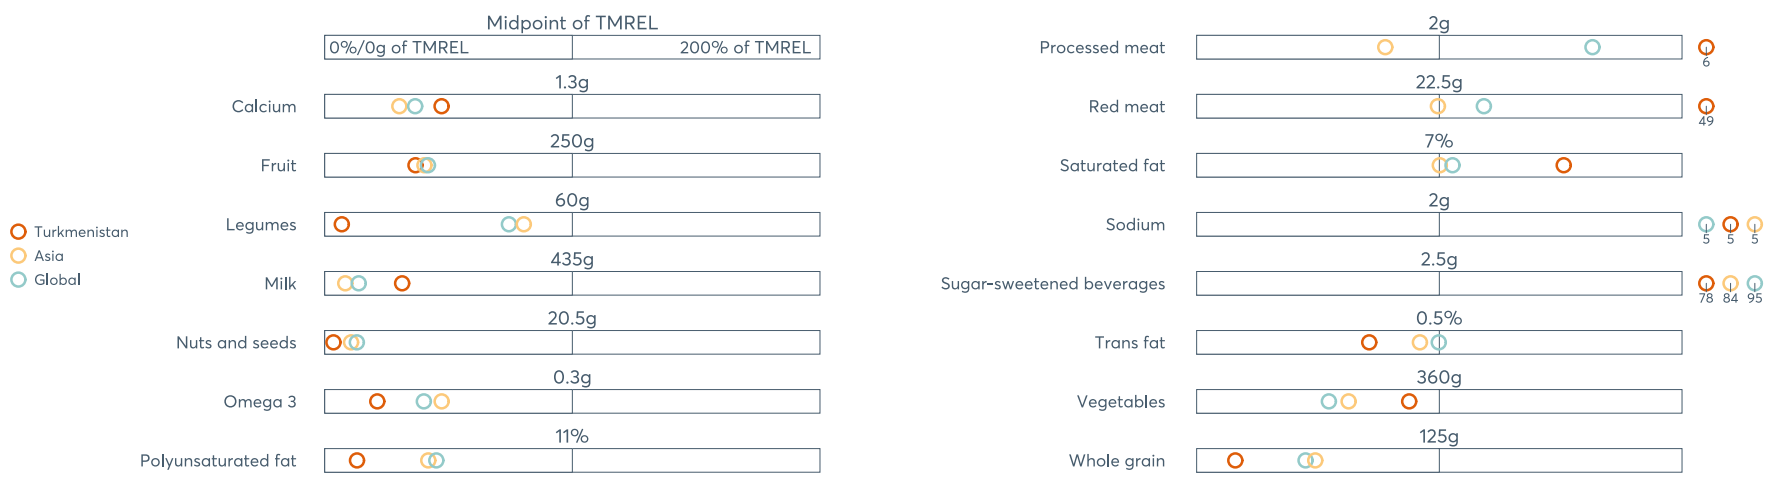 Midpoint of TMREL
0%/0g of TMREL 200% of TMREL
1.3g
Calcium
250g
Fruit
60g
Legumes
Turkmenistan
Asia
Global
435g
Milk
20.5g
Nuts and seeds
0.3g
Omega 3
11%
Polyunsaturated fat
2g
Processed meat
6
22.5g
Red meat
49
7%
Saturated fat
2g
Sodium
5 5 5
2.5g
Sugar-sweetened beverages
78 84 95
0.5%
Trans fat
360g
Vegetables
125g
Whole grain